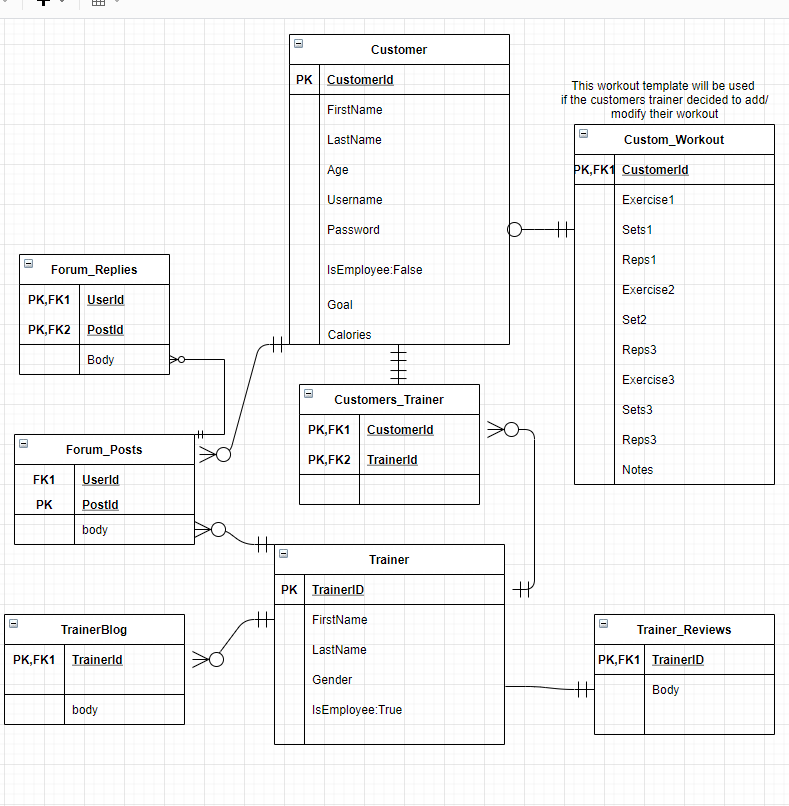 Customer
PK CustomerId
FirstName
LastName
Age
Username
Password
IsEmployee:False
Goal
Calories
This workout template will be used
if the customers trainer decided to add/
modify their workout
Custom_Workout
PK,FK1 CustomerId
Exercise1
Sets1
Reps1
Exercise2
Set2
Reps3
Exercise3
Sets3
Reps3
Notes
Forum_Replies
PK,FK1 UserId
PK,FK2 PostId
Body
Customers_Trainer
PK,FK1 CustomerId
PK,FK2 TrainerId
Forum_Posts
FK1 UserId
PK PostId
body
Trainer
PK TrainerID
FirstName
LastName
Gender
IsEmployee:True
TrainerBlog
PK,FK1 TrainerId
body
Trainer_Reviews
PK,FK1 TrainerID
Body